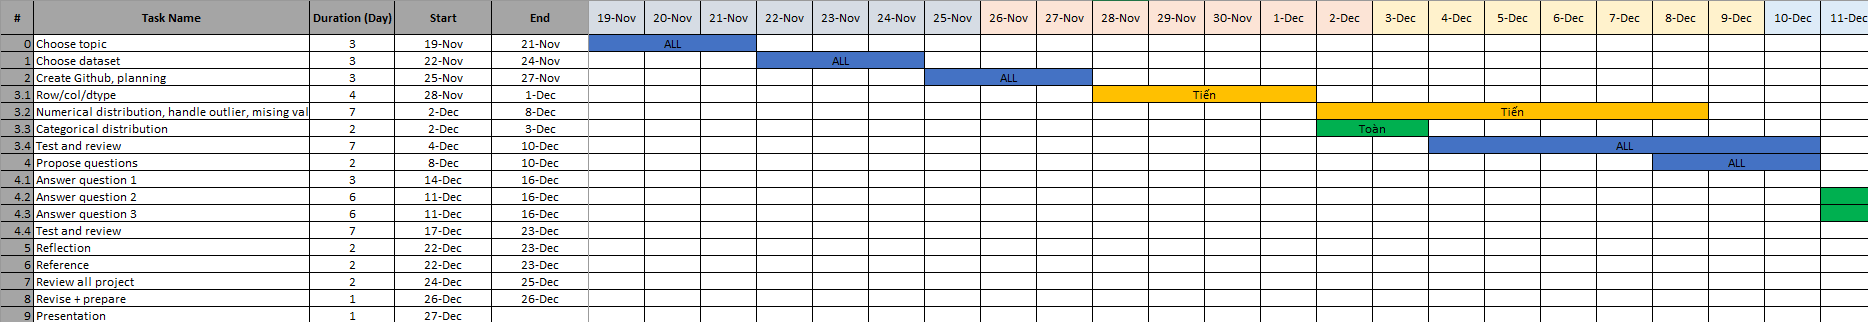 # Task Name Duration (Day) Start End 19-Nov 20-Nov 21-Nov 22-Nov 23-Nov 24-Nov 25-Nov 26-Nov 27-Nov 28-Nov 29-Nov 30-Nov 1-Dec 2-Dec 3-Dec 4-Dec 5-Dec 6-Dec 7-Dec 8-Dec 9-Dec 10-Dec 11-Dec
0 Choose topic 3 19-Nov 21-Nov ALL
1 Choose dataset 3 22-Nov 24-Nov ALL
2 Create Github, planning 3 25-Nov 27-Nov ALL
3.1 Row/col/dtype 4 28-Nov 1-Dec Tiến
3.2 Numerical distribution, handle outlier, mising val 7 2-Dec 8-Dec Tiến
3.3 Categorical distribution 2 2-Dec 3-Dec Toàn
3.4 Test and review 7 4-Dec 10-Dec ALL
4 Propose questions 2 8-Dec 10-Dec ALL
4.1 Answer question 1 3 14-Dec 16-Dec
4.2 Answer question 2 6 11-Dec 16-Dec
4.3 Answer question 3 6 11-Dec 16-Dec
4.4 Test and review 7 17-Dec 23-Dec
5 Reflection 2 22-Dec 23-Dec
6 Reference 2 22-Dec 23-Dec
7 Review all project 2 24-Dec 25-Dec
8 Revise + prepare 1 26-Dec 26-Dec
9 Presentation 1 27-Dec